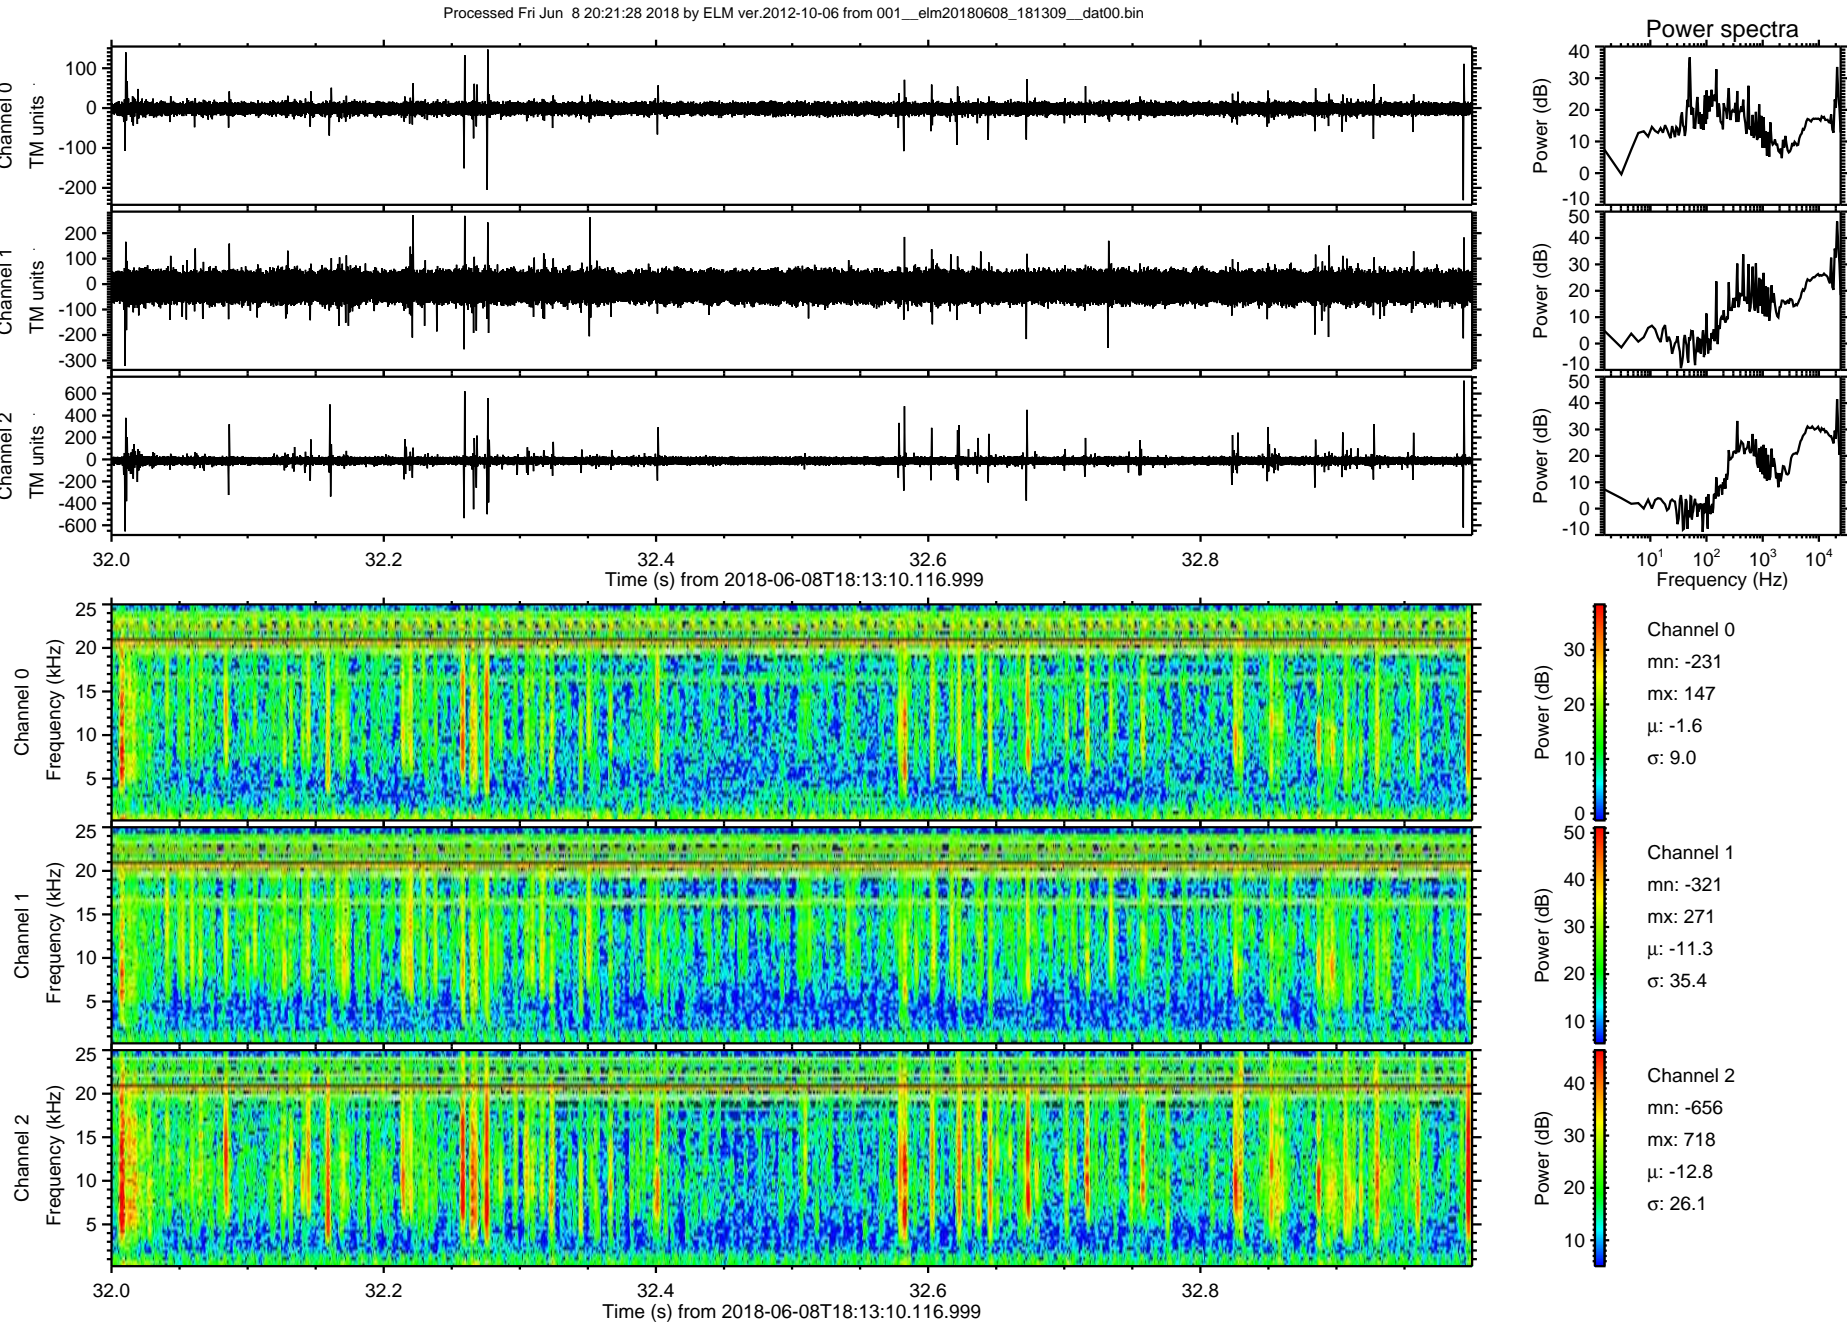 Processed Fri Jun  8 20:21:28 2018 by ELM ver.2012-10-06 from 001__elm20180608_181309__dat00.bin
Power spectra
Channel 0
TM units
100
0
-100
-200
Power (dB)
40
30
20
10
0
-10
Channel 1
TM units
200
100
0
-100
-200
-300
Power (dB)
50
40
30
20
10
0
-10
Channel 2
TM units
600
400
200
0
-200
-400
-600
Power (dB)
50
40
30
20
10
0
-10
32.0 32.2 32.4 32.6 32.8
Time (s) from 2018-06-08T18:13:10.116.999
10¹ 10² 10³ 10⁴
Frequency (Hz)
Channel 0
Frequency (kHz)
25
20
15
10
5
Power (dB)
30
20
10
0
Channel 0
mn: -231
mx: 147
μ: -1.6
σ: 9.0
Channel 1
Frequency (kHz)
25
20
15
10
5
Power (dB)
50
40
30
20
10
Channel 1
mn: -321
mx: 271
μ: -11.3
σ: 35.4
Channel 2
Frequency (kHz)
25
20
15
10
5
Power (dB)
40
30
20
10
Channel 2
mn: -656
mx: 718
μ: -12.8
σ: 26.1
32.0 32.2 32.4 32.6 32.8
Time (s) from 2018-06-08T18:13:10.116.999